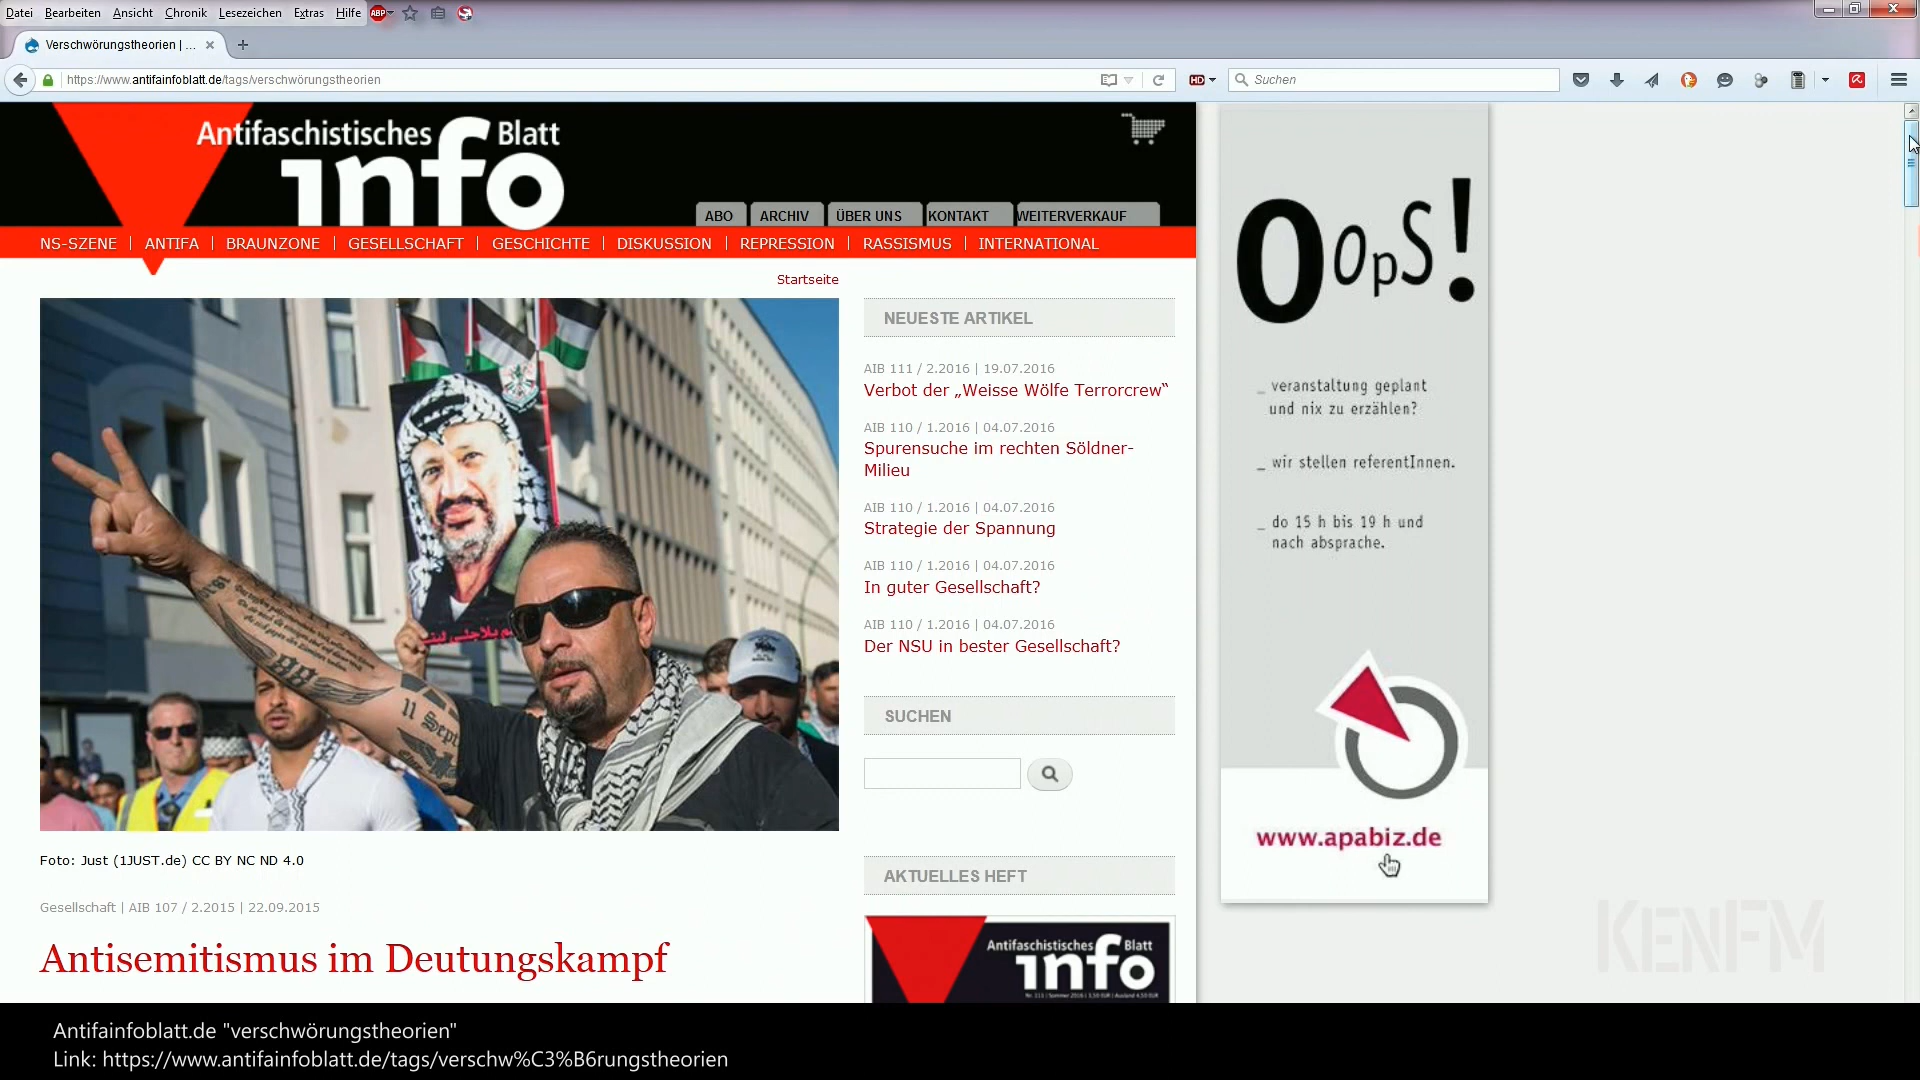 Datei Bearbeiten Ansicht Chronik Lesezeichen Extras Hilfe ABP
Verschwörungstheorien | ...
https://www.antifainfoblatt.de/tags/verschwörungstheorien
HD
Suchen
Antifaschistisches
info
Blatt
ABO
ARCHIV
ÜBER UNS
KONTAKT
WEITERVERKAUF
NS-SZENE | ANTIFA | BRAUNZONE | GESELLSCHAFT | GESCHICHTE | DISKUSSION | REPRESSION | RASSISMUS | INTERNATIONAL
Startseite
11 Sept
Foto: Just (1JUST.de) CC BY NC ND 4.0
Gesellschaft | AIB 107 / 2.2015 | 22.09.2015
Antisemitismus im Deutungskampf
NEUESTE ARTIKEL
AIB 111 / 2.2016 | 19.07.2016
Verbot der „Weisse Wölfe Terrorcrew“
AIB 110 / 1.2016 | 04.07.2016
Spurensuche im rechten Söldner-
Milieu
AIB 110 / 1.2016 | 04.07.2016
Strategie der Spannung
AIB 110 / 1.2016 | 04.07.2016
In guter Gesellschaft?
AIB 110 / 1.2016 | 04.07.2016
Der NSU in bester Gesellschaft?
SUCHEN
AKTUELLES HEFT
Antifaschistisches
info
Blatt
OopS!
_ veranstaltung geplant
und nix zu erzählen?
_ wir stellen referentInnen.
_ do 15 h bis 19 h und
nach absprache.
www.apabiz.de
KENFM
Antifainfoblatt.de "verschwörungstheorien"
Link: https://www.antifainfoblatt.de/tags/verschw%C3%B6rungstheorien